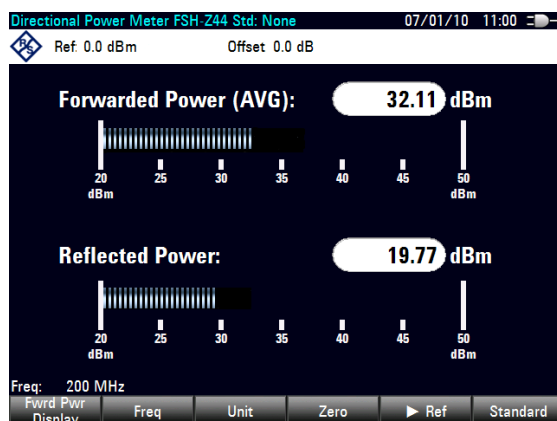 Directional Power Meter FSH-Z44 Std: None 07/01/10 11:00
R&S Ref: 0.0 dBm Offset 0.0 dB
Forwarded Power (AVG): 32.11 dBm
20 25 30 35 40 45 50
dBm dBm
Reflected Power: 19.77 dBm
20 25 30 35 40 45 50
dBm dBm
Freq: 200 MHz
Fwrd Pwr
Display Freq Unit Zero ► Ref Standard